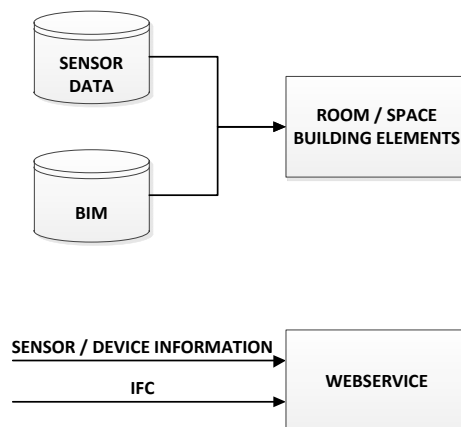 SENSOR
DATA
ROOM / SPACE
BUILDING ELEMENTS
BIM
SENSOR / DEVICE INFORMATION
IFC
WEBSERVICE